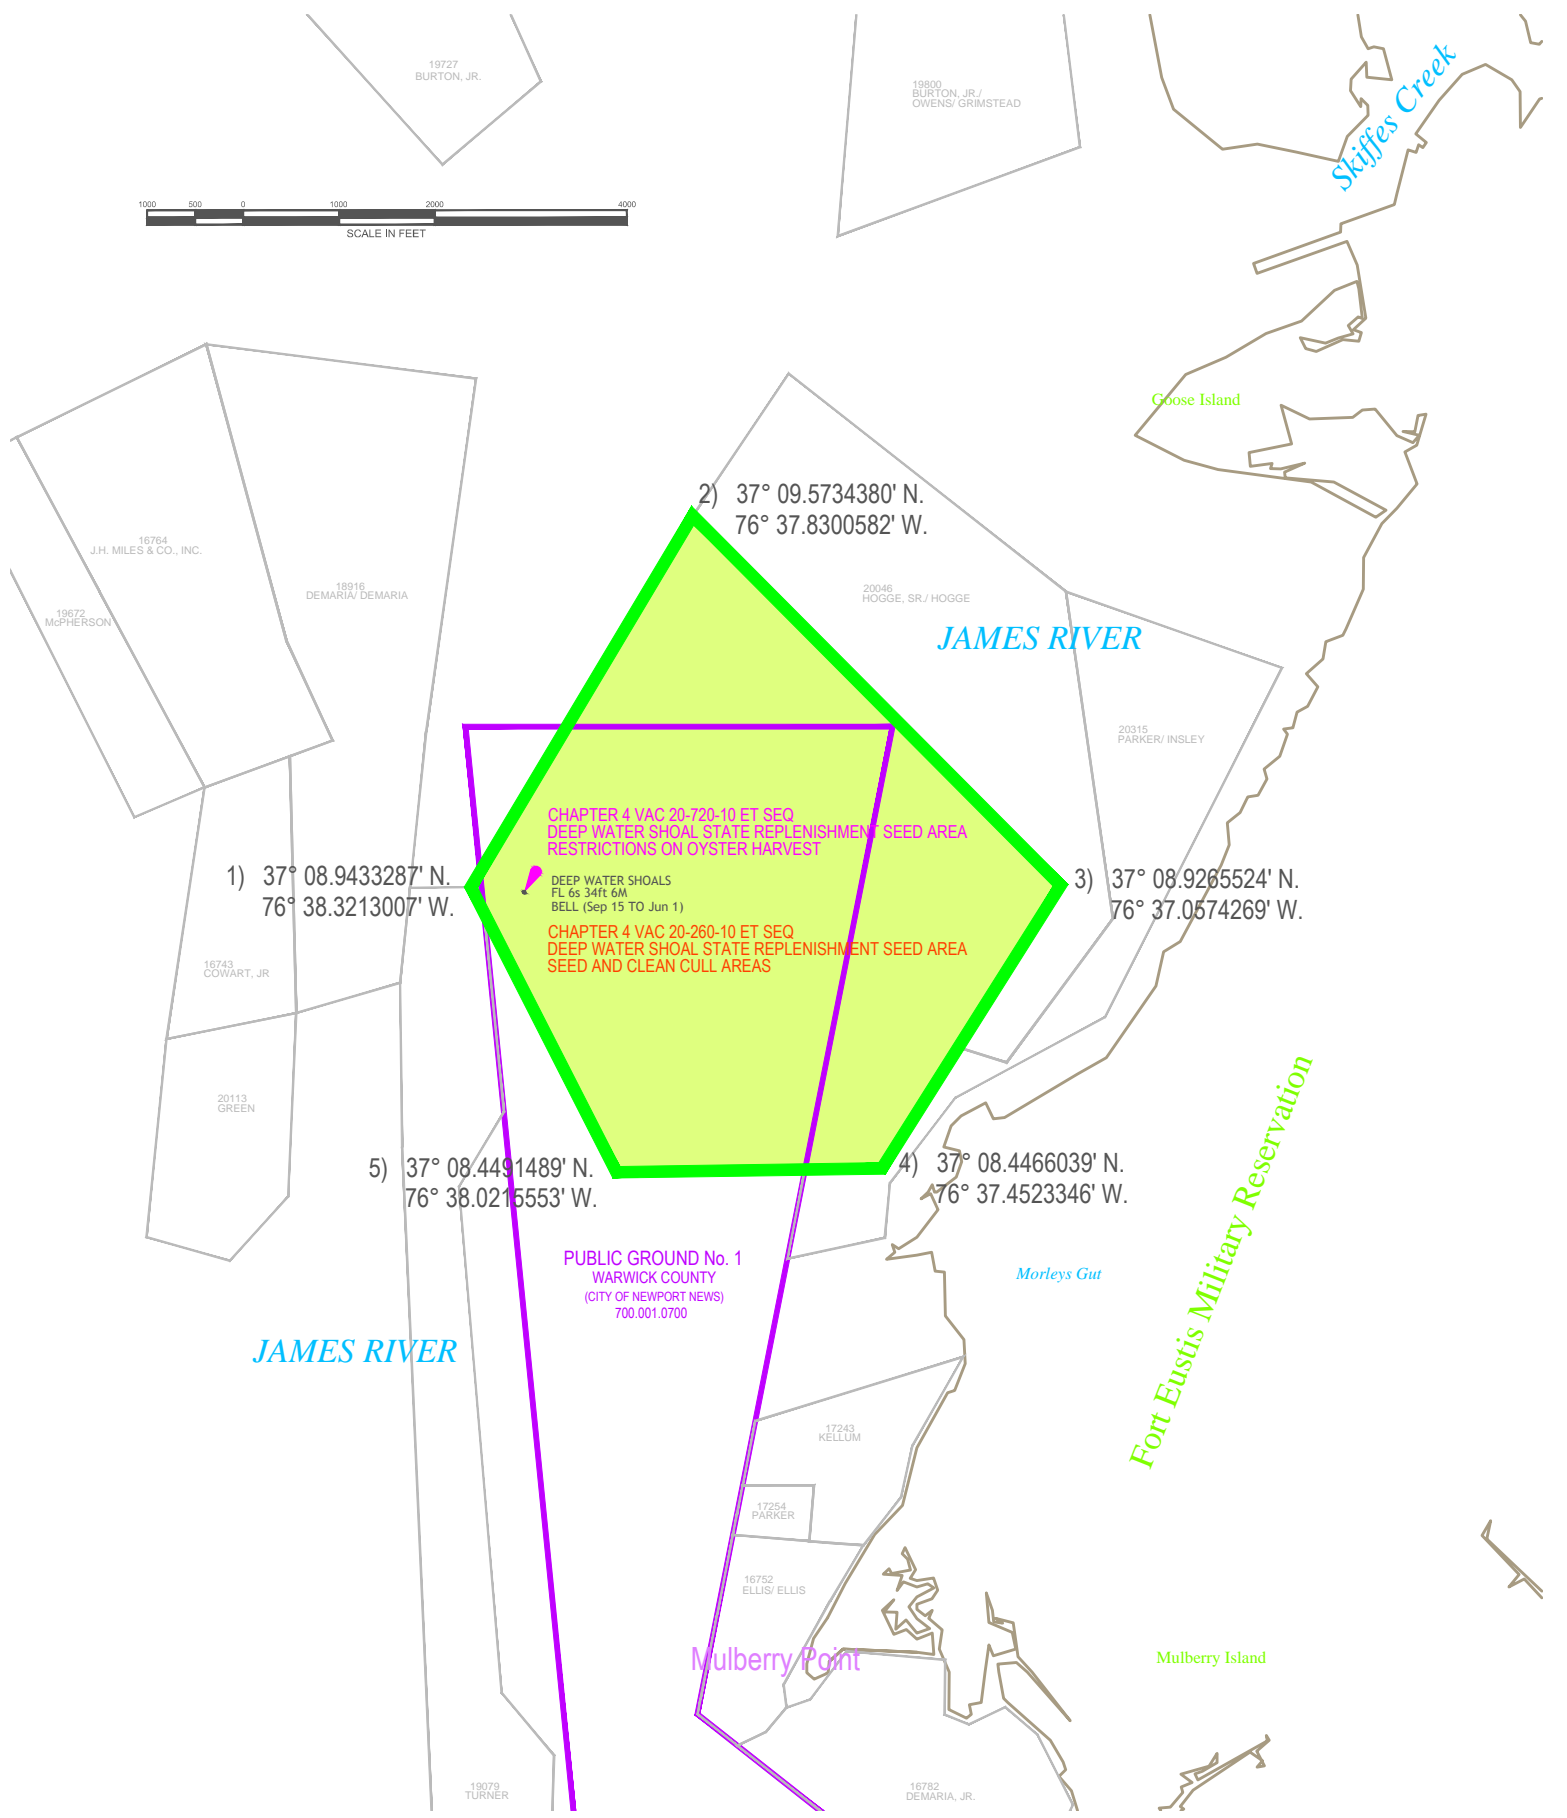 19727
BURTON, JR.
19800
BURTON, JR./
OWENS/ GRIMSTEAD
Skiffes Creek
1000 500 0 1000 2000 4000
SCALE IN FEET
Goose Island
2) 37° 09.5734380' N.
76° 37.8300582' W.
16764
J.H. MILES & CO., INC.
18916
DEMARIA/ DEMARIA
20046
HOGGE, SR./ HOGGE
19672
McPHERSON
JAMES RIVER
20315
PARKER/ INSLEY
CHAPTER 4 VAC 20-720-10 ET SEQ
DEEP WATER SHOAL STATE REPLENISHMENT SEED AREA
RESTRICTIONS ON OYSTER HARVEST
1) 37° 08.9433287' N.
76° 38.3213007' W.
DEEP WATER SHOALS
FL 6s 34ft 6M
BELL (Sep 15 TO Jun 1)
3) 37° 08.9265524' N.
76° 37.0574269' W.
CHAPTER 4 VAC 20-260-10 ET SEQ
DEEP WATER SHOAL STATE REPLENISHMENT SEED AREA
SEED AND CLEAN CULL AREAS
16743
COWART, JR
20113
GREEN
5) 37° 08.4491489' N.
76° 38.0215553' W.
4) 37° 08.4466039' N.
76° 37.4523346' W.
Fort Eustis Military Reservation
PUBLIC GROUND No. 1
WARWICK COUNTY
(CITY OF NEWPORT NEWS)
700.001.0700
Morleys Gut
JAMES RIVER
17243
KELLUM
17254
PARKER
16752
ELLIS/ ELLIS
Mulberry Point
Mulberry Island
19079
TURNER
16782
DEMARIA, JR.